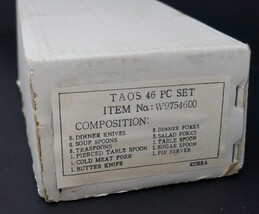 TAOS 46 PC SET
ITEM No.: W9754600
COMPOSITION:
8. DINNER KNIVES 8. DINNER FORKS
8. SOUP SPOONS 8. SALAD FORKS
8. TEASPOONS 1. TABLE SPOON
1. PIERCED TABLE SPOON 1. SUGAR SPOON
1. COLD MEAT FORK 1. PIE SERVER
1. BUTTER KNIFE KOREA